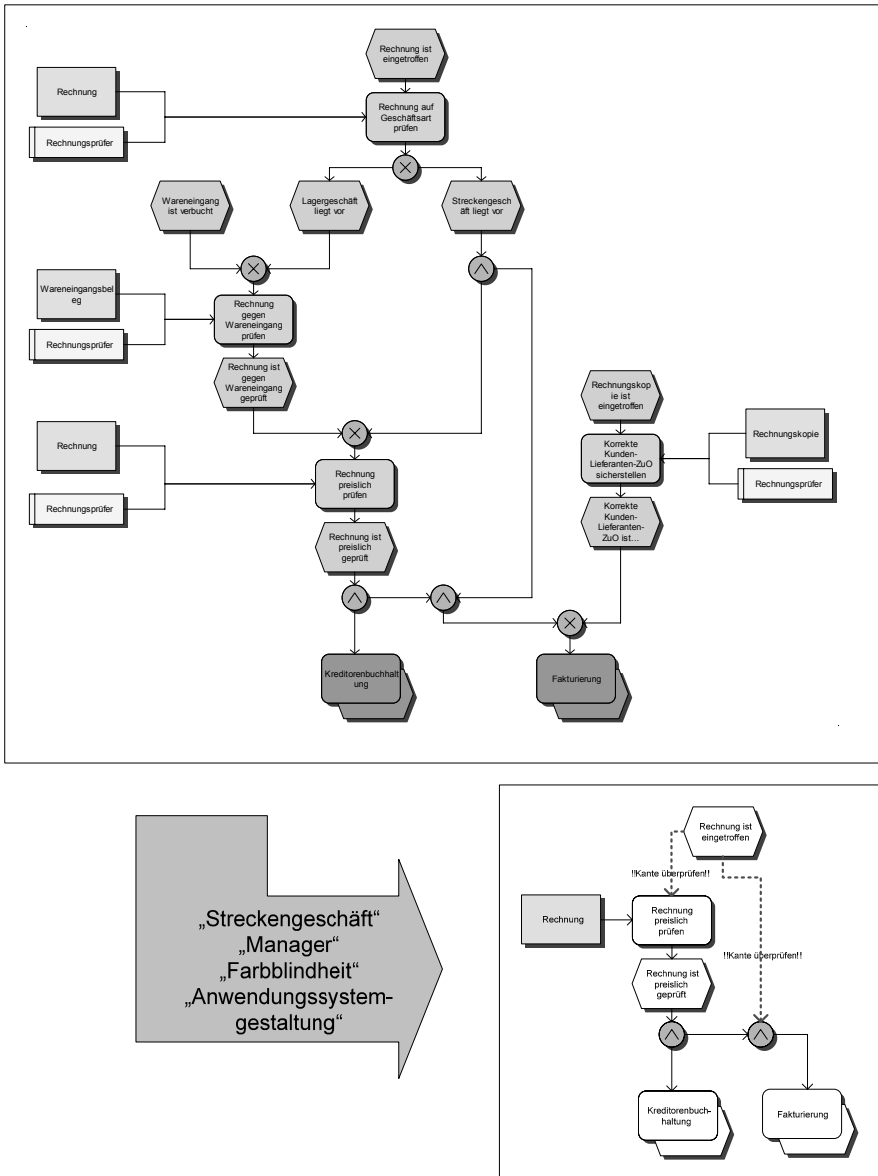 Rechnung ist
eingetroffen
Rechnung
Rechnungsprüfer
Rechnung auf
Geschäftsart
prüfen
Wareneingang
ist verbucht
Lagergeschäft
liegt vor
Streckengesch
äft liegt vor
Wareneingangsbel
eg
Rechnungsprüfer
Rechnung
gegen
Wareneingang
prüfen
Rechnung ist
gegen
Wareneingang
geprüft
Rechnungskop
ie ist
eingetroffen
Rechnung
Rechnungsprüfer
Rechnung
preislich
prüfen
Korrekte
Kunden-
Lieferanten-ZuO
sicherstellen
Rechnungskopie
Rechnungsprüfer
Rechnung ist
preislich
geprüft
Korrekte
Kunden-
Lieferanten-
ZuO ist...
Kreditorenbuchhal
tung
Fakturierung
„Streckengeschäft“
„Manager“
„Farbblindheit“
„Anwendungssystem-
gestaltung“
Rechnung ist
eingetroffen
!!Kante überprüfen!!
Rechnung
Rechnung
preislich
prüfen
!!Kante überprüfen!!
Rechnung ist
preislich
geprüft
Kreditorenbuch-
haltung
Fakturierung